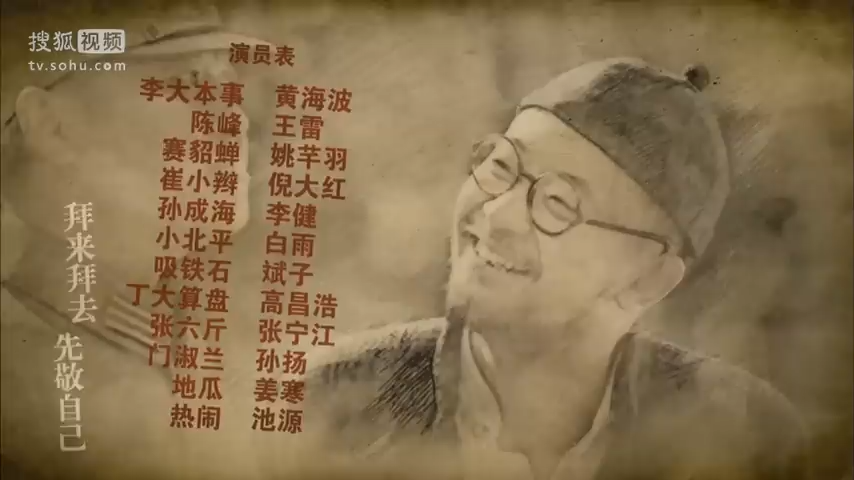 搜狐视频
tv.sohu.com
演员表
李大本事 黄海波
陈峰 王雷
赛貂蝉 姚芊羽
崔小辫 倪大红
孙成海 李健
小北平 白雨
吸铁石 斌子
丁大算盘 高昌浩
张六斤 张宁江
门淑兰 孙扬
地瓜 姜寒
热闹 池源
拜来拜去 先敬自己